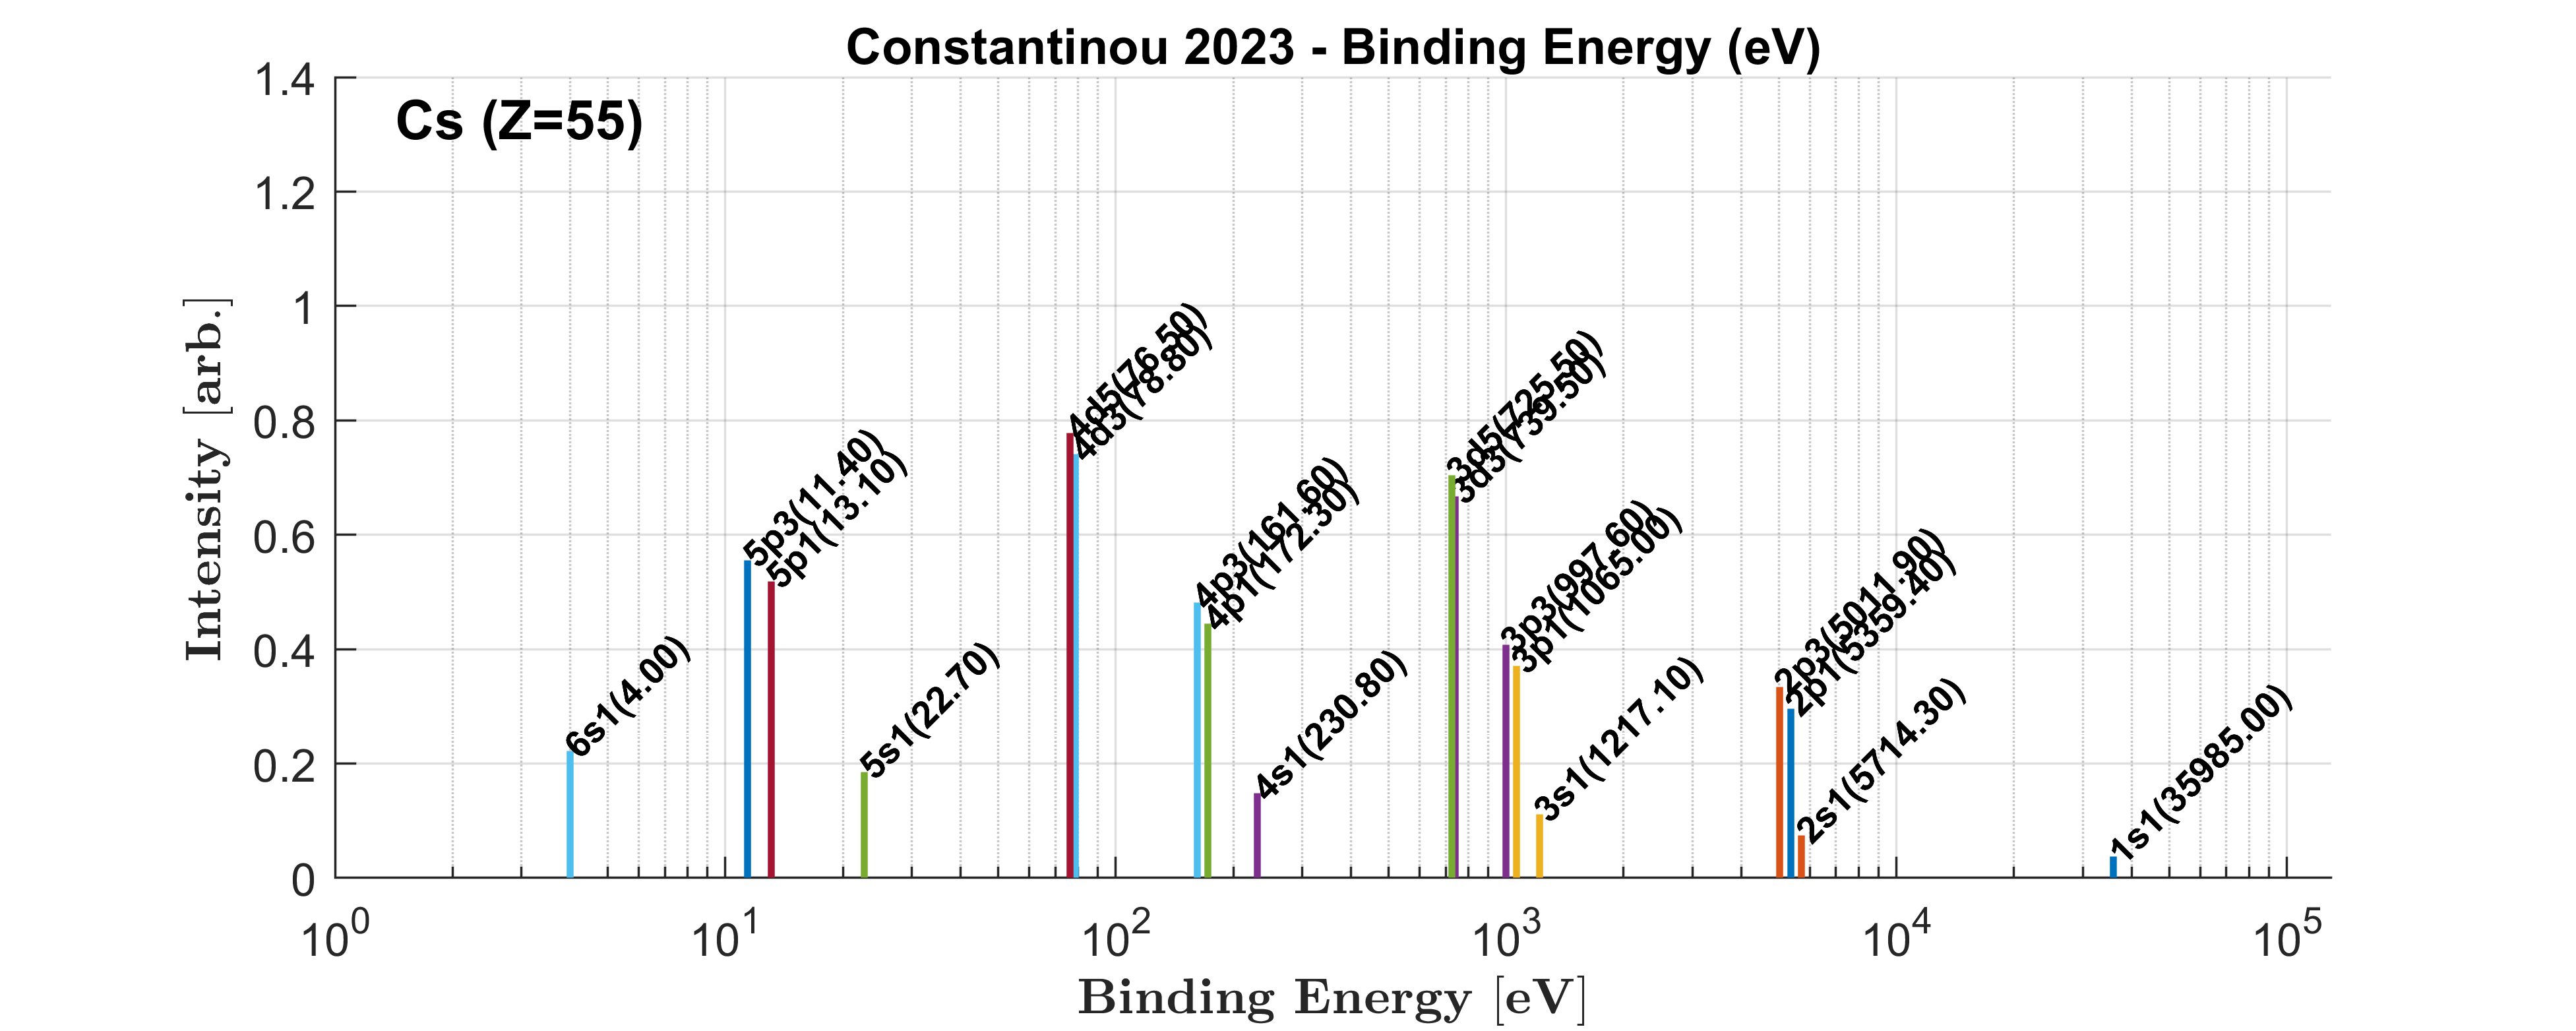 Constantinou 2023 - Binding Energy (eV)
Cs (Z=55)
1.4
1.2
1
0.8
0.6
0.4
0.2
0
Intensity [arb.]
6s1(4.00)
5p3(11.40)
5p1(13.10)
5s1(22.70)
4d5(76.50)
4d3(78.80)
4p3(161.60)
4p1(172.30)
4s1(230.80)
3d5(725.50)
3d3(739.50)
3p3(997.60)
3p1(1065.00)
3s1(1217.10)
2p3(5011.90)
2p1(5359.40)
2s1(5714.30)
1s1(35985.00)
10^0 10^1 10^2 10^3 10^4 10^5
Binding Energy [eV]